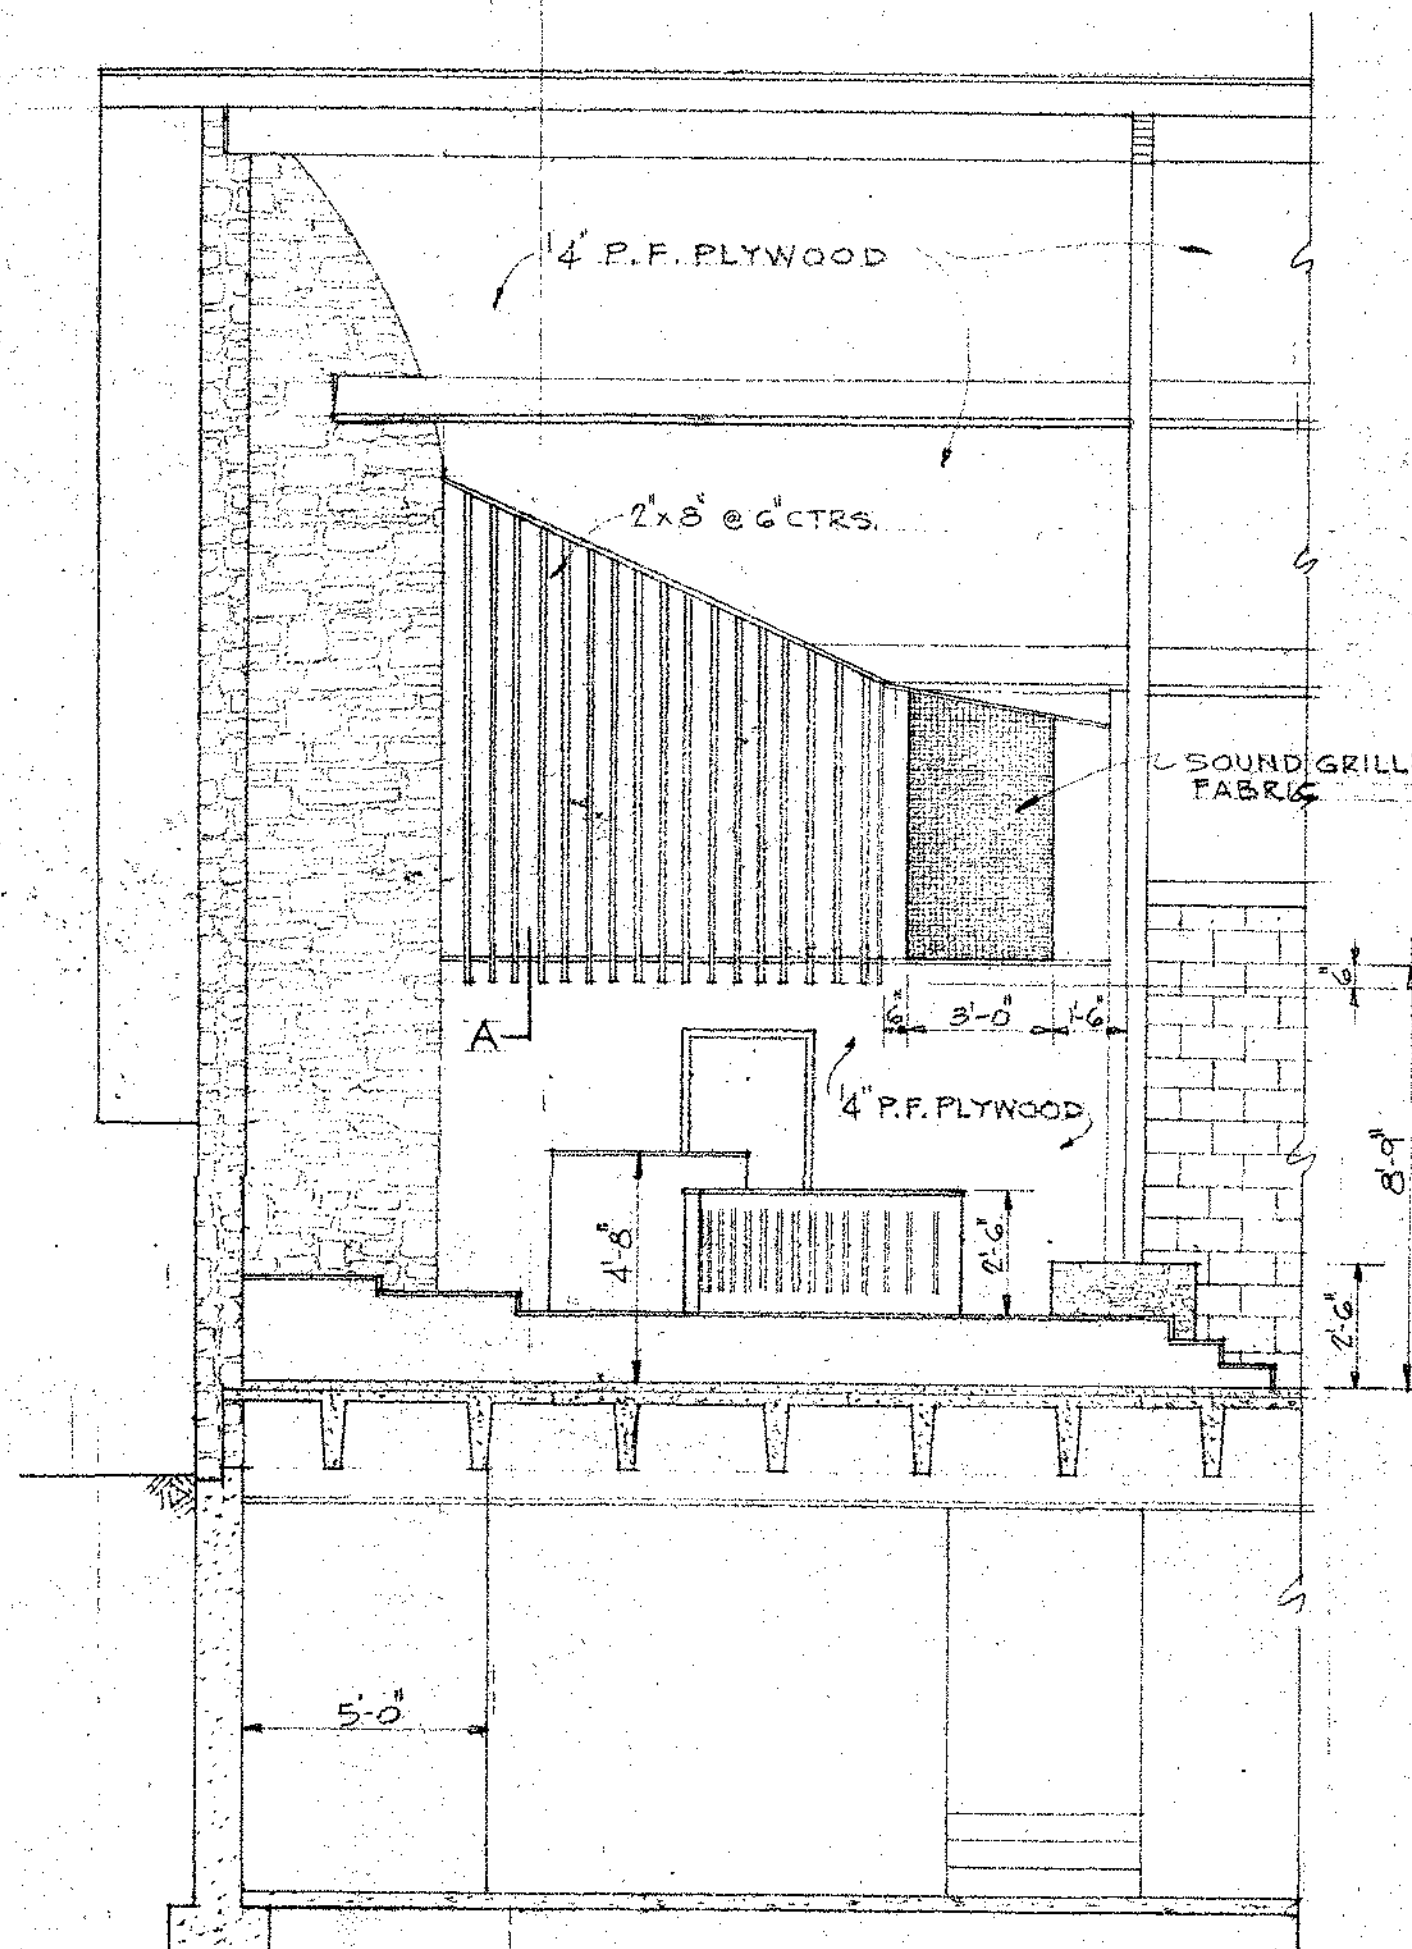 1/4" P.F. PLYWOOD
2"x8" @ 6" CTRS.
SOUND GRILL
FABRIC
6"
A
6"
3'-0"
1'-6"
1/4" P.F. PLYWOOD
8'-9"
4'-8"
2'-6"
2'-6"
5'-0"